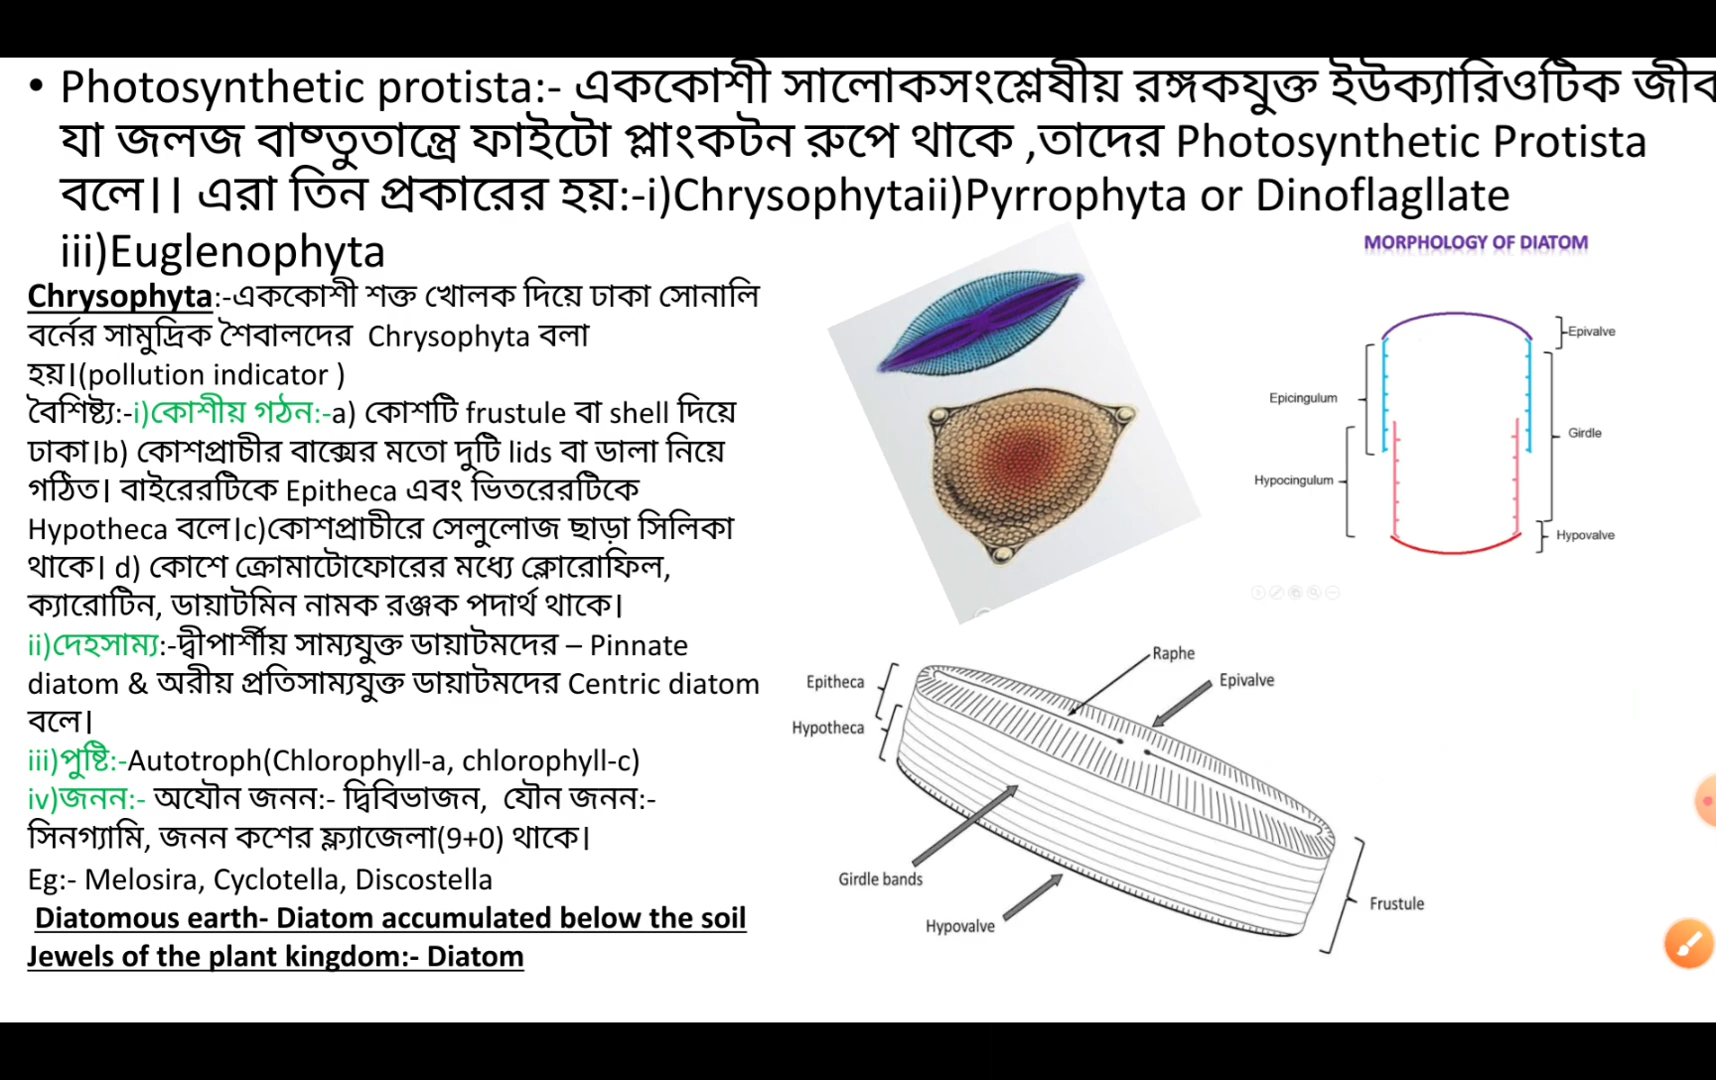 • Photosynthetic protista:- এককোশী সালোকসংশ্লেষীয় রঙ্গকযুক্ত ইউক্যারিওটিক জীব
যা জলজ বাষ্তুতান্ত্রে ফাইটো প্লাংকটন রুপে থাকে ,তাদের Photosynthetic Protista
বলে|| এরা তিন প্রকারের হয়:-i)Chrysophytaii)Pyrrophyta or Dinoflagllate
iii)Euglenophyta
Chrysophyta:-এককোশী শক্ত খোলক দিয়ে ঢাকা সোনালি
বর্নের সামুদ্রিক শৈবালদের Chrysophyta বলা
হয়|(pollution indicator )
বৈশিষ্ট্য:-i)কোশীয় গঠন:-a) কোশটি frustule বা shell দিয়ে
ঢাকা|b) কোশপ্রাচীর বাক্সের মতো দুটি lids বা ডালা নিয়ে
গঠিত| বাইরেরটিকে Epitheca এবং ভিতরেরটিকে
Hypotheca বলে|c)কোশপ্রাচীরে সেলুলোজ ছাড়া সিলিকা
থাকে| d) কোশে ক্রোমাটোফোরের মধ্যে ক্লোরোফিল,
ক্যারোটিন, ডায়াটমিন নামক রঞ্জক পদার্থ থাকে|
ii)দেহসাম্য:-দ্বীপার্শীয় সাম্যযুক্ত ডায়াটমদের – Pinnate
diatom & অরীয় প্রতিসাম্যযুক্ত ডায়াটমদের Centric diatom
বলে|
iii)পুষ্টি:-Autotroph(Chlorophyll-a, chlorophyll-c)
iv)জনন:- অযৌন জনন:- দ্বিবিভাজন, যৌন জনন:-
সিনগ্যামি, জনন কশের ফ্ল্যাজেলা(9+0) থাকে|
Eg:- Melosira, Cyclotella, Discostella
Diatomous earth- Diatom accumulated below the soil
Jewels of the plant kingdom:- Diatom
MORPHOLOGY OF DIATOM
Epivalve
Epicingulum
Girdle
Hypocingulum
Hypovalve
Raphe
Epitheca
Epivalve
Hypotheca
Girdle bands
Frustule
Hypovalve